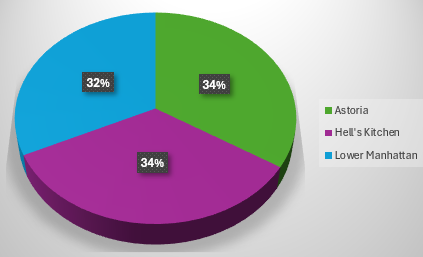 32%
34%
34%
Astoria
Hell's Kitchen
Lower Manhattan